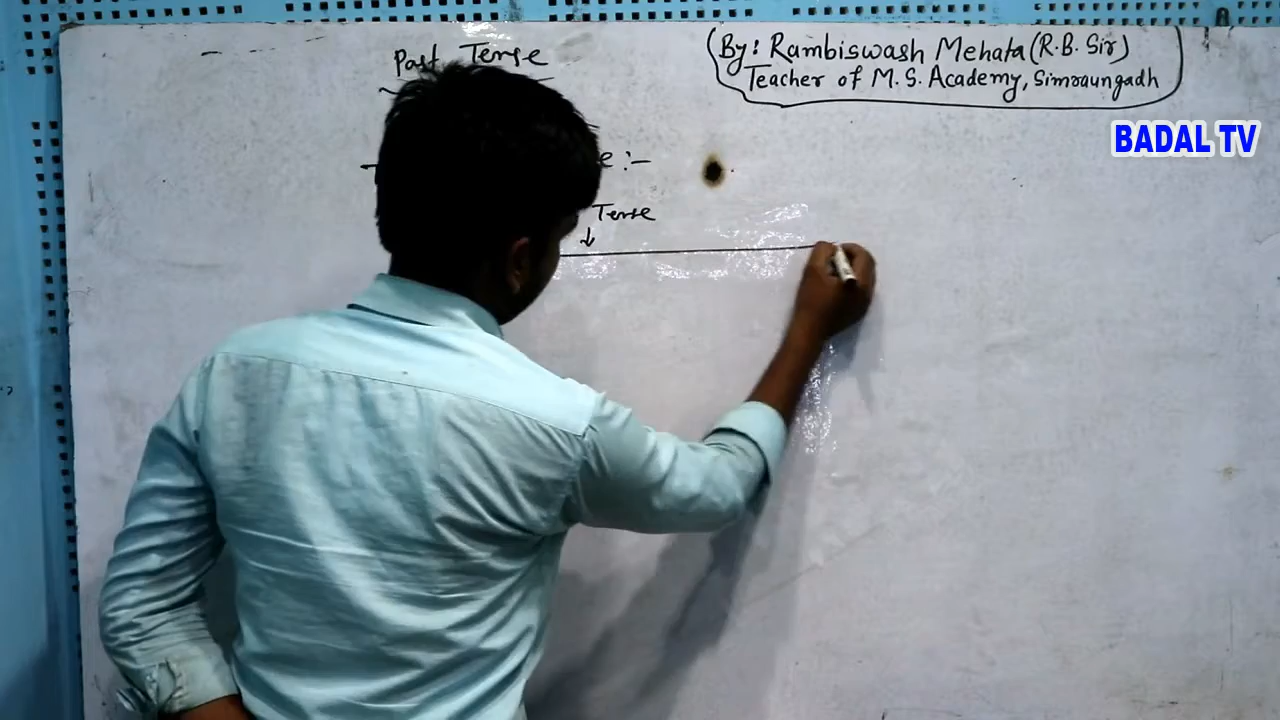 Past Tense
By: Rambiswash Mehata (R.B. Sir)
Teacher of M. S. Academy, Simraungadh
BADAL TV
e :-
Tense